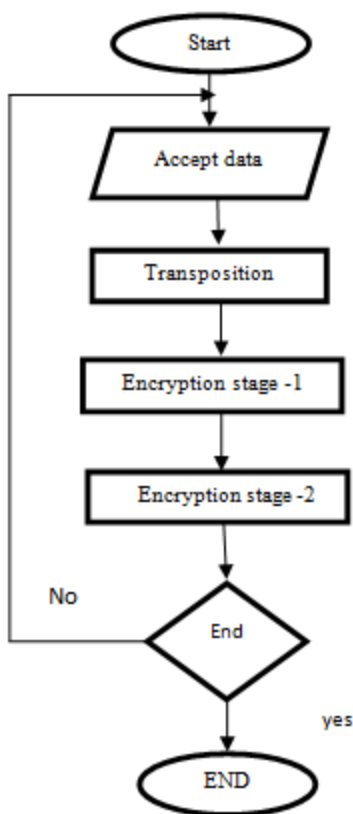 Start
Accept data
Transposition
Encryption stage -1
Encryption stage -2
No
End
yes
END